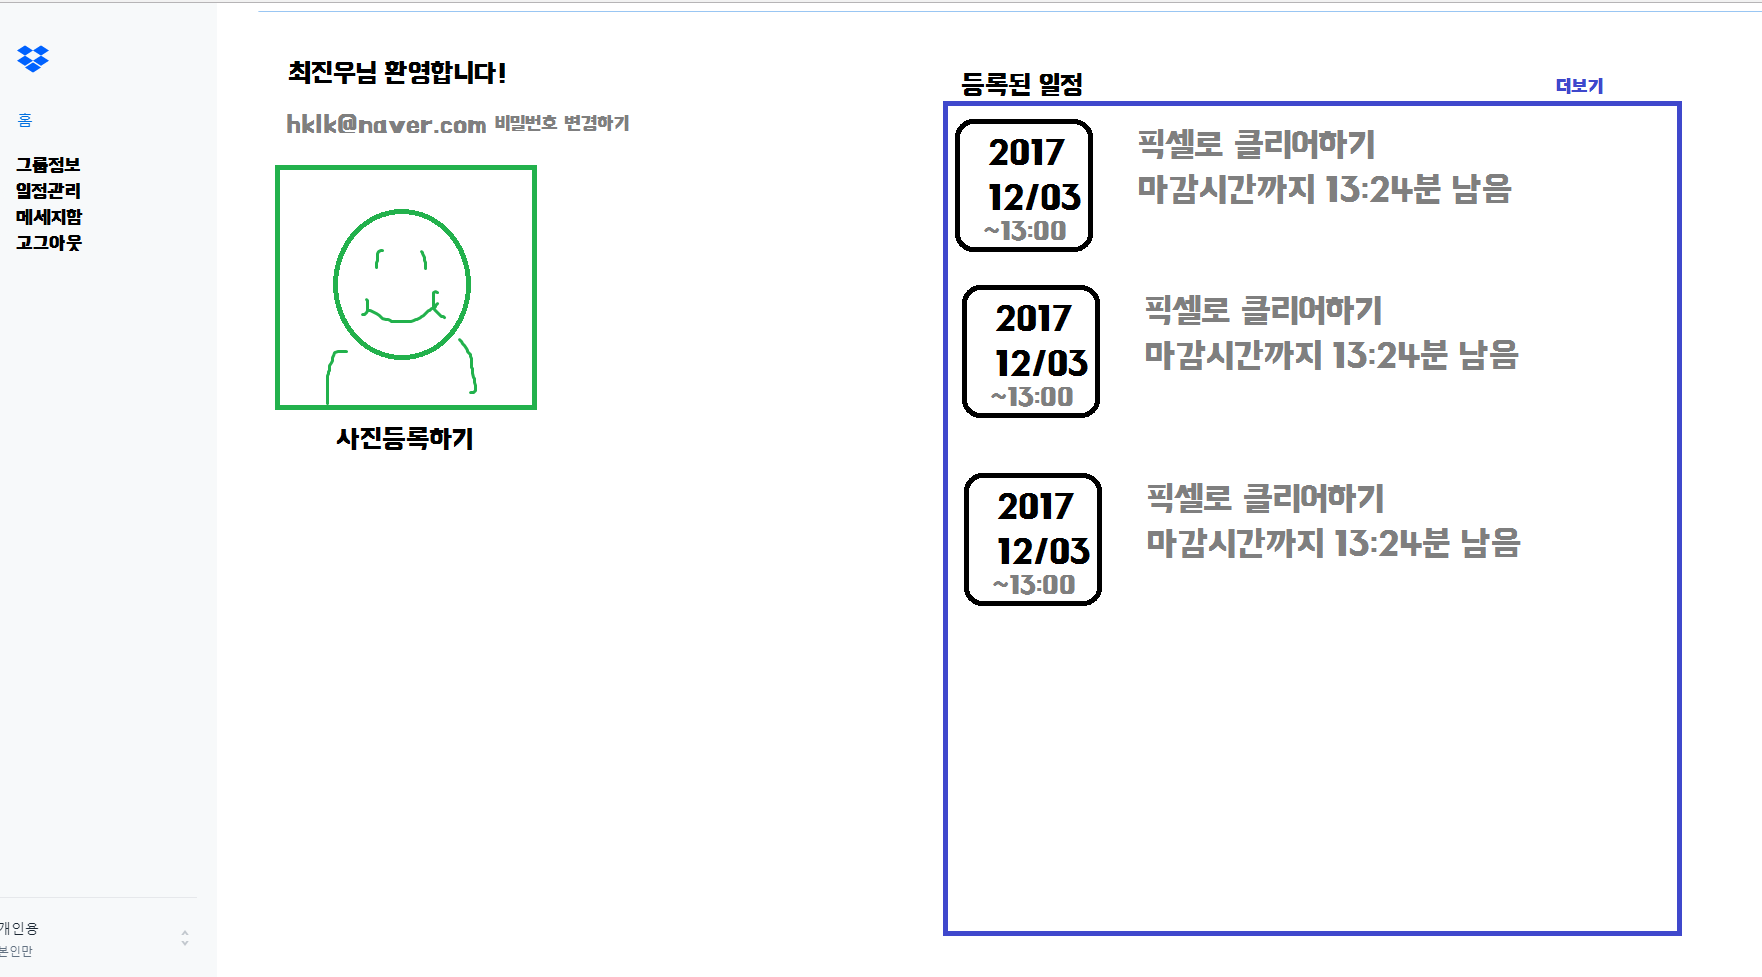 홈
그룹정보
일정관리
메세지함
고그아웃
개인용
본인만
최진우님 환영합니다!
hklk@naver.com 비밀번호 변경하기
사진등록하기
등록된 일정
더보기
2017
12/03
~13:00
픽셀로 클리어하기
마감시간까지 13:24분 남음
2017
12/03
~13:00
픽셀로 클리어하기
마감시간까지 13:24분 남음
2017
12/03
~13:00
픽셀로 클리어하기
마감시간까지 13:24분 남음